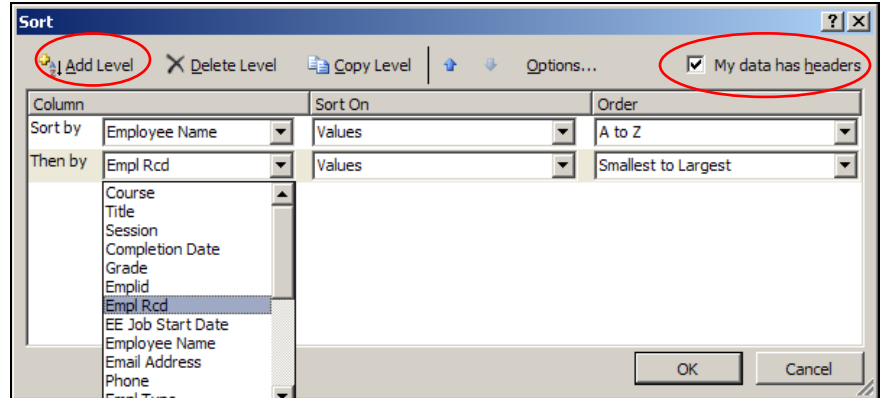 Sort
Add Level Delete Level Copy Level Options... My data has headers
Column Sort On Order
Sort by Employee Name Values A to Z
Then by Empl Rcd Values Smallest to Largest
Course
Title
Session
Completion Date
Grade
Emplid
Empl Rcd
EE Job Start Date
Employee Name
Email Address
Phone
Empl Type
OK Cancel